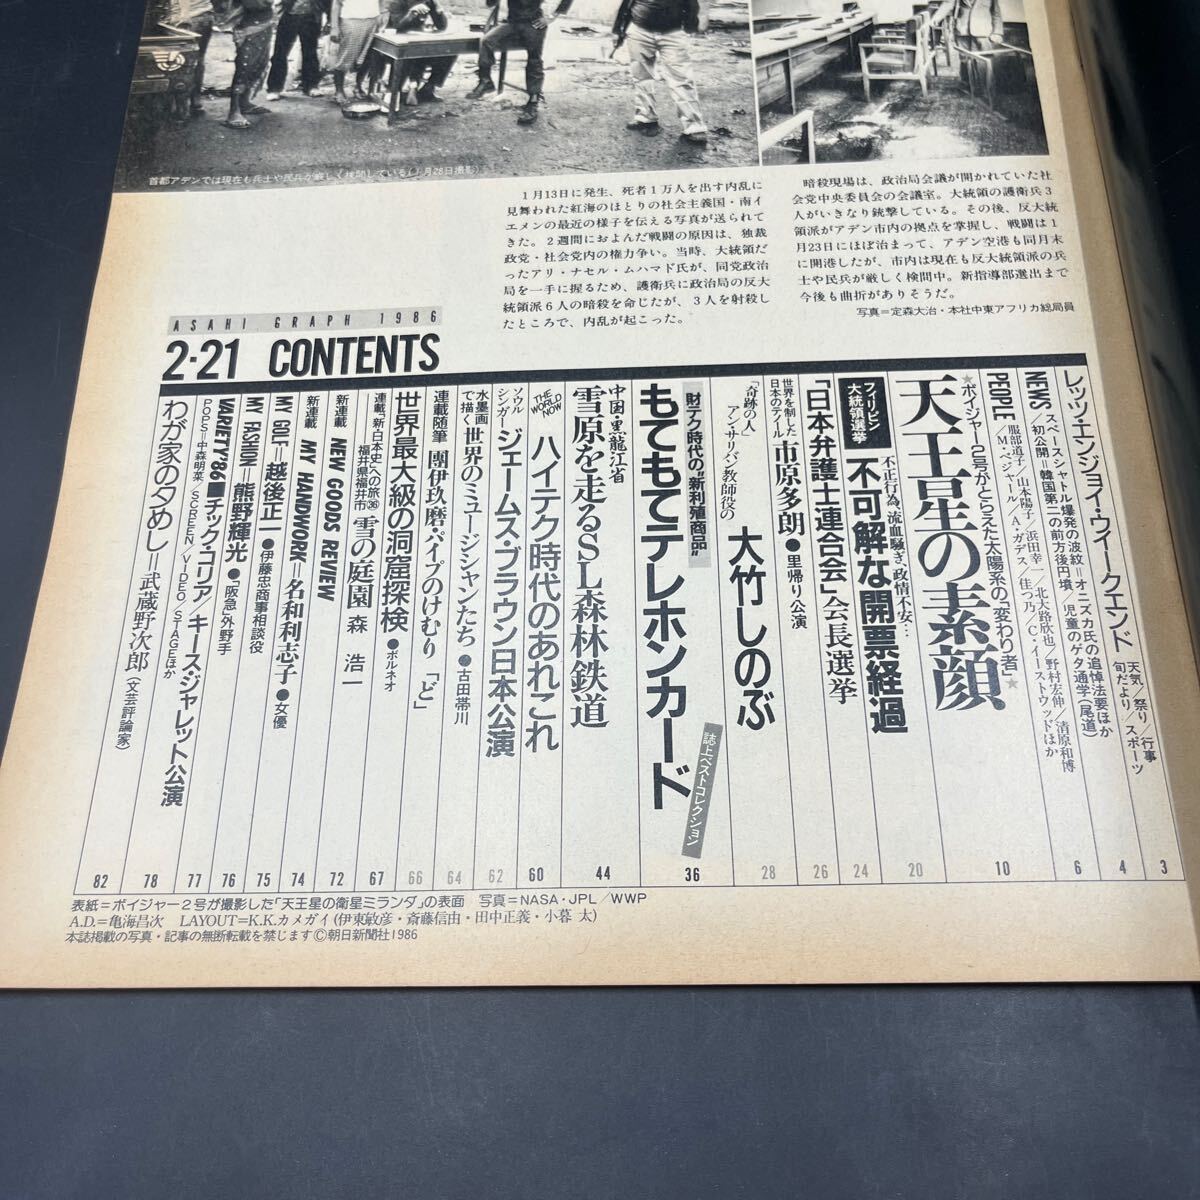 首都アデンでは現在も兵士や民兵が厳しく検問している(1月28日撮影)
1月13日に発生、死者1万人を出す内乱に
見舞われた紅海のほとりの社会主義国・南イ
エメンの最近の様子を伝える写真が送られて
きた。2週間におよんだ戦闘の原因は、独裁
政党・社会党内の権力争い。当時、大統領だ
ったアリ・ナセル・ムハマド氏が、同党政治
局を一手に握るため、護衛兵に政治局の反大
統領派6人の暗殺を命じたが、3人を射殺し
たところで、内乱が起こった。
暗殺現場は、政治局会議が開かれていた社
会党中央委員会の会議室。大統領の護衛兵3
人がいきなり銃撃している。その後、反大統
領派がアデン市内の拠点を掌握し、戦闘は1
月23日にほぼ治まって、アデン空港も同月末
に開港したが、市内は現在も反大統領派の兵
士や民兵が厳しく検問中。新指導部選出まで
今後も曲折がありそうだ。
写真=定森大治・本社中東アフリカ総局員
ASAHI GRAPH 1986
2・21 CONTENTS
レッツ・エンジョイ・ウィークエンド
天気/祭り/行事
旬だより/スポーツ
3
NEWS
スペースシャトル爆発の波紋/オニズカ氏の追悼法要ほか
/初公開=韓国第二の前方後円墳/児童のゲタ通学(尾道)
4
6
PEOPLE
服部道子/山本陽子/浜田幸一/北大路欣也/野村宏伸/清原和博
/M・ベジャール/A・ガデス/佳つ乃/C・イーストウッドほか
10
★ボイジャー2号がとらえた太陽系の「変わり者」★
天王星の素顔
20
フィリピン
大統領選挙
不正行為、流血騒ぎ、政情不安…
不可解な開票経過
24
「日本弁護士連合会」会長選挙
26
世界を制した
日本のテノール
市原多朗●里帰り公演
28
「奇跡の人」
アン・サリバン教師役の
大竹しのぶ
財テク時代の“新利殖商品”
もてもてテレホンカード
誌上ベストコレクション
36
中国・黒龍江省
雪原を走るSL森林鉄道
44
THE WORLD NOW
ハイテク時代のあれこれ
60
ソウル
シンガー
ジェームス・ブラウン日本公演
62
水墨画
で描く
世界のミュージシャンたち●古田帯川
64
連載随筆 團伊玖磨・パイプのけむり 「ど」
66
世界最大級の洞窟探検●ボルネオ
67
連載「新・日本史」への旅㊱
福井県福井市
雪の庭園 森 浩一
72
新連載 NEW GOODS REVIEW
74
新連載 MY HANDWORK=名和利志子●女優
75
MY GOLF=越後正一●伊藤忠商事相談役
76
MY FASHION=熊野輝光●「阪急」外野手
77
VARIETY'86■チック・コリア/キース・ジャレット公演
POPS=中森明菜/SCREEN/VIDEO/STAGEほか
78
わが家の夕めし=武蔵野次郎(文芸評論家)
82
表紙=ボイジャー2号が撮影した「天王星の衛星ミランダ」の表面 写真=NASA・JPL/WWP
A.D.=亀海昌次 LAYOUT=K.K.カメガイ(伊東敏彦・斎藤信由・田中正義・小暮 太)
本誌掲載の写真・記事の無断転載を禁じますⒸ朝日新聞社1986